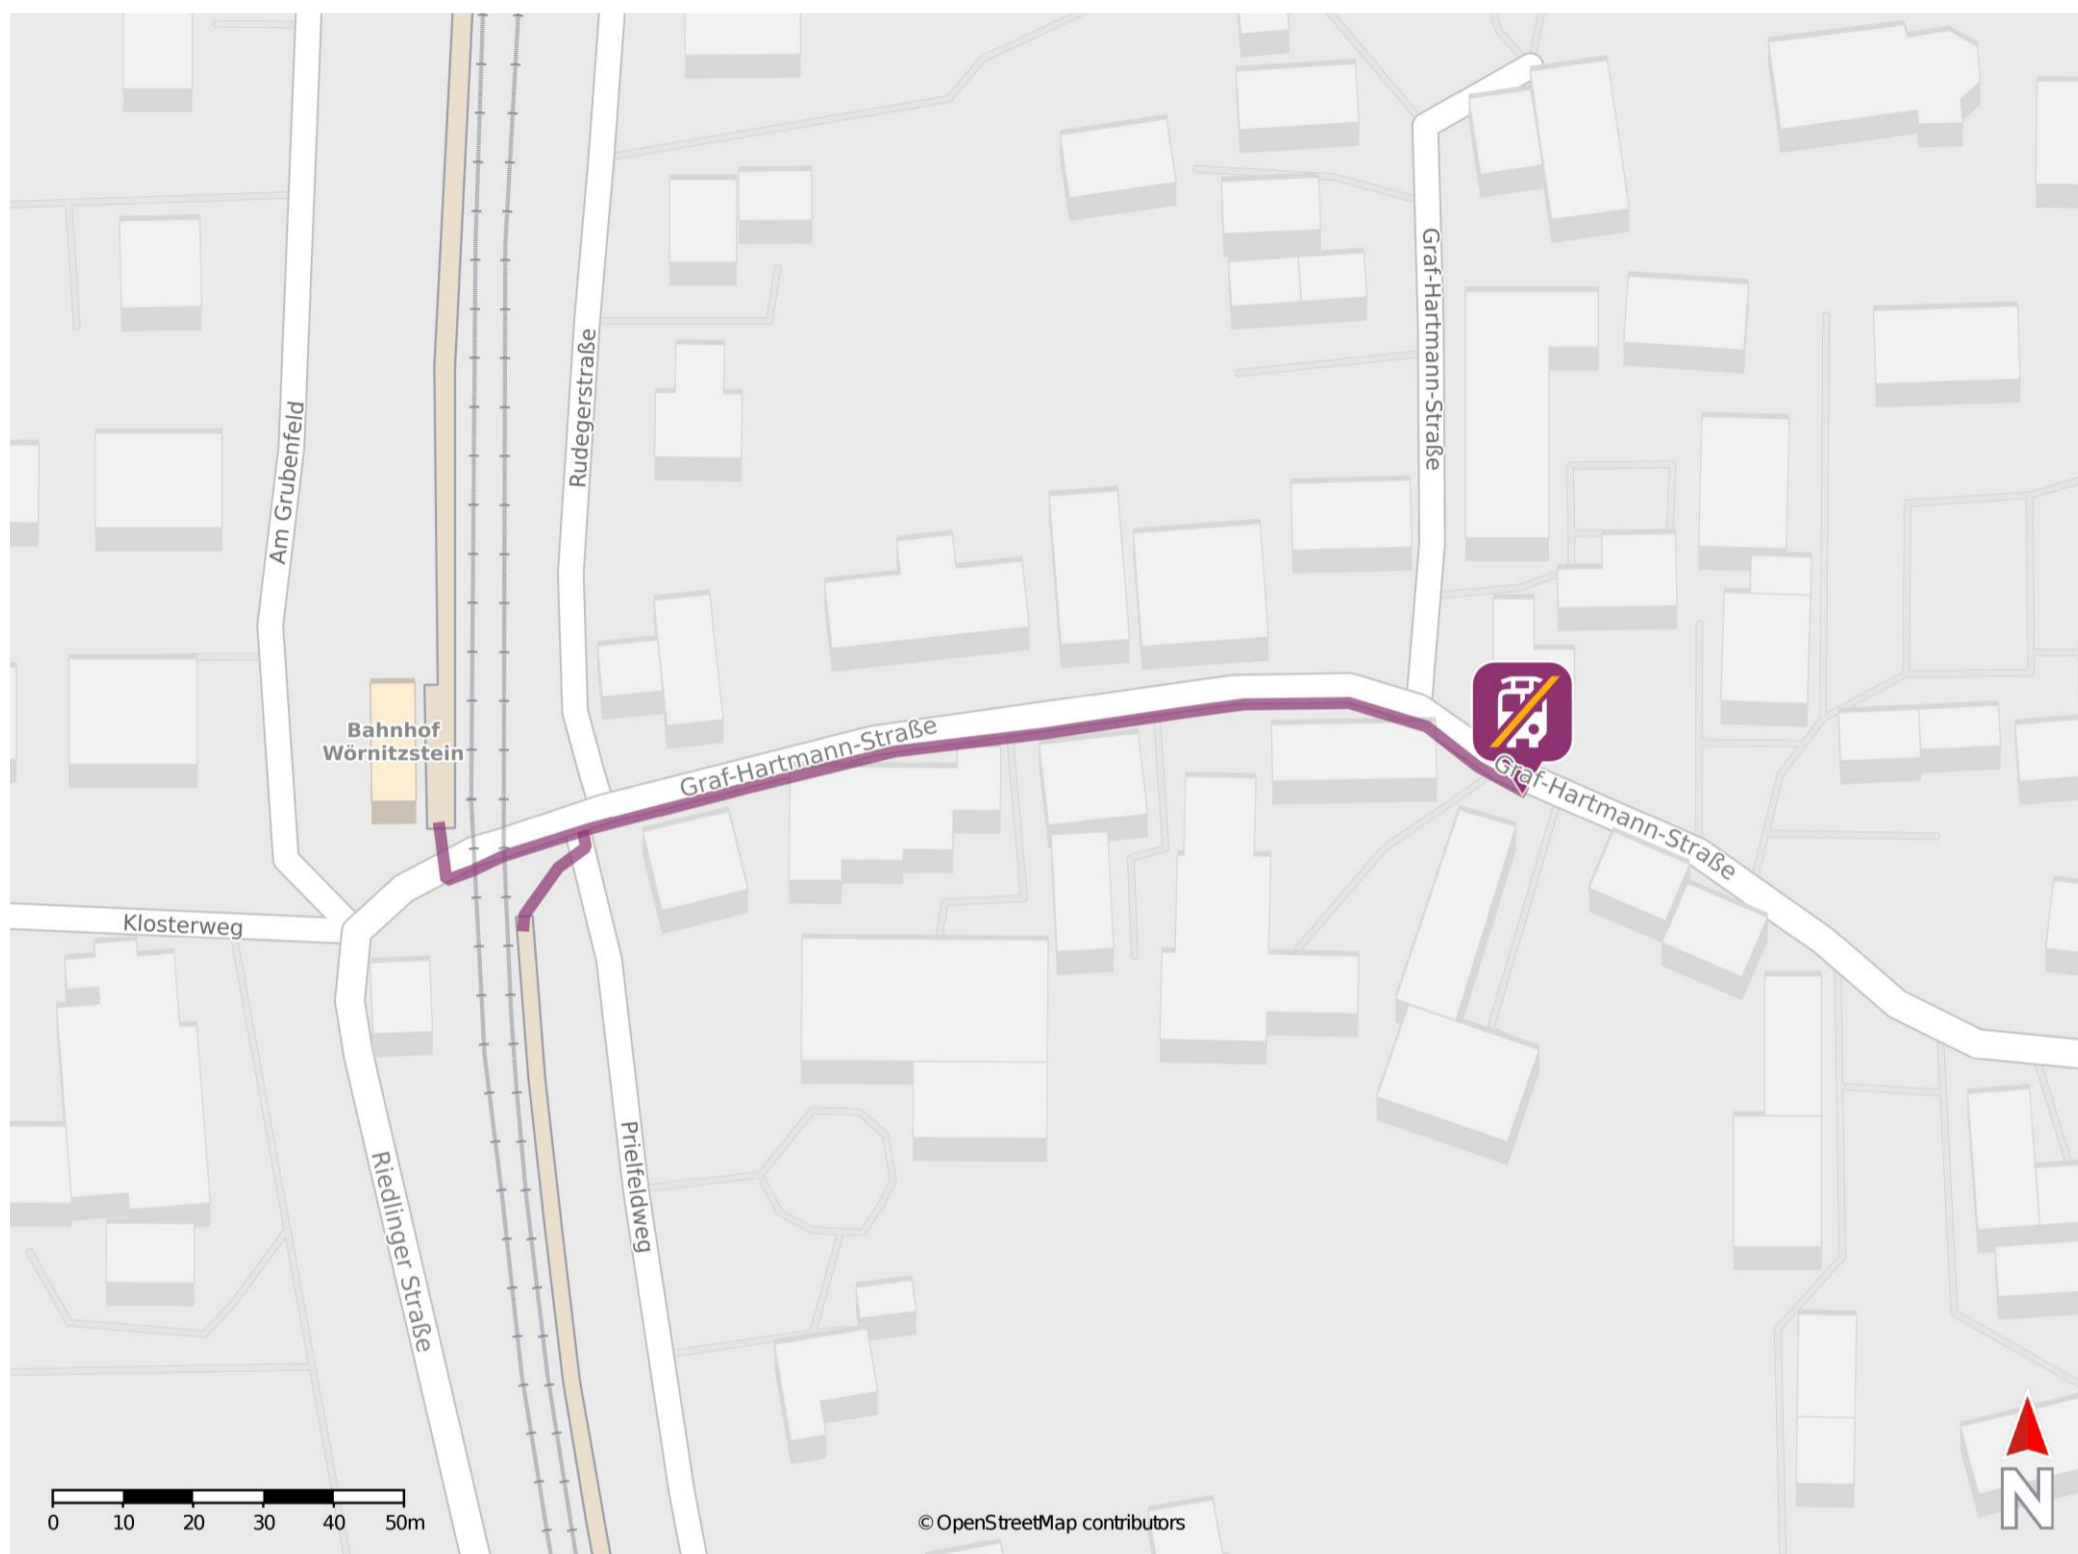 Graf-Hartmann-Straße
Rudegerstraße
Am Grubenfeld
Bahnhof
Wörnitzstein
Graf-Hartmann-Straße
Graf-Hartmann-Straße
Klosterweg
Prielfeldweg
Riedlinger Straße
0 10 20 30 40 50m
© OpenStreetMap contributors
N